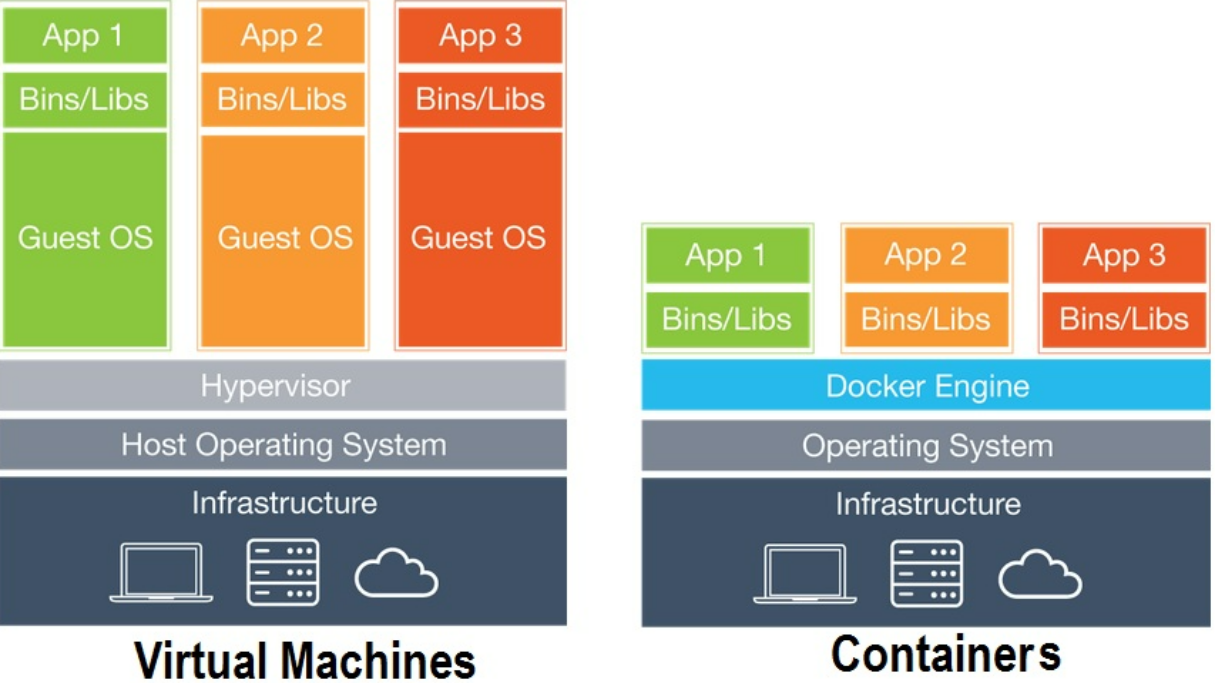 App 1
App 2
App 3
Bins/Libs
Bins/Libs
Bins/Libs
Guest OS
Guest OS
Guest OS
Hypervisor
Host Operating System
Infrastructure
Virtual Machines
App 1
App 2
App 3
Bins/Libs
Bins/Libs
Bins/Libs
Docker Engine
Operating System
Infrastructure
Containers